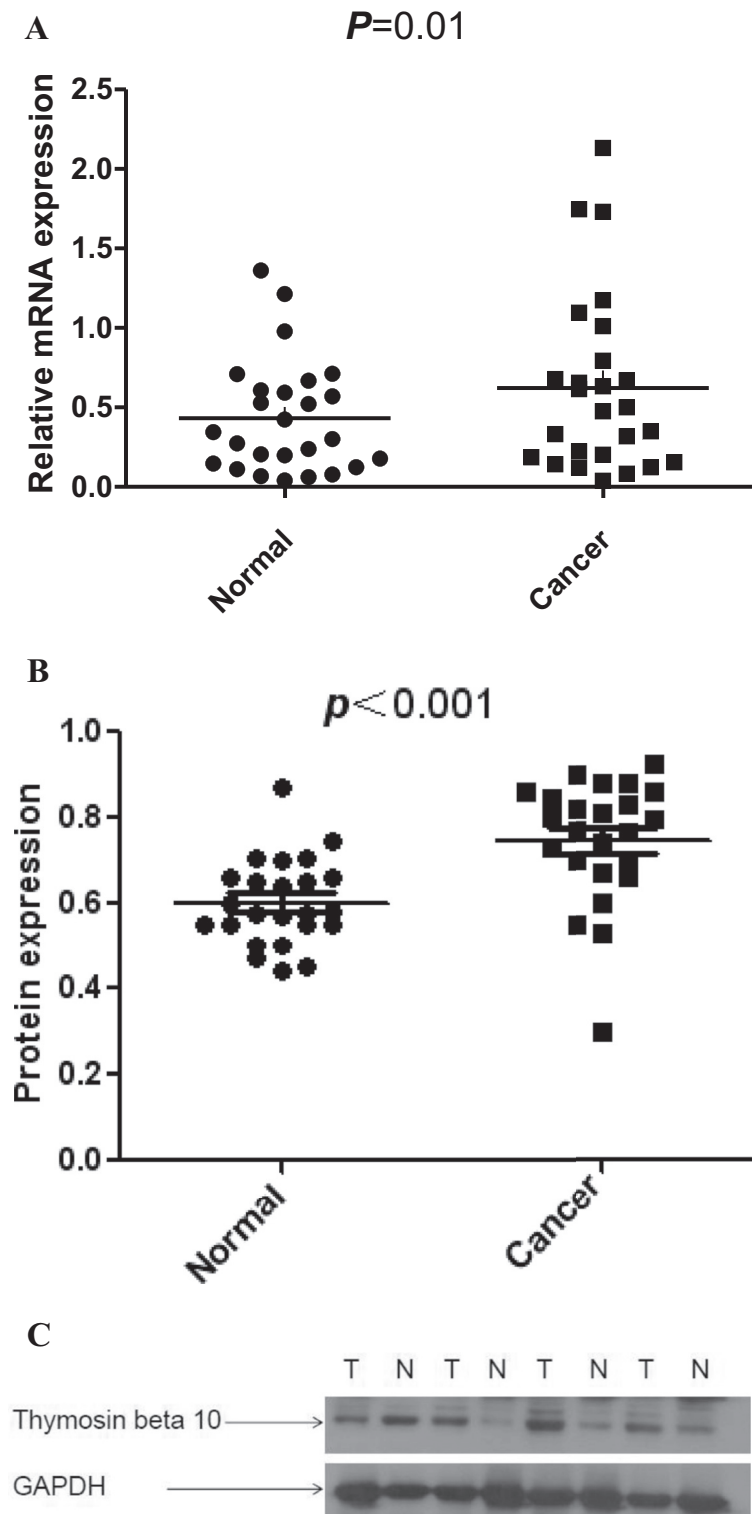 A
P=0.01
Relative mRNA expression
2.5
2.0
1.5
1.0
0.5
0.0
Normal
Cancer
B
p<0.001
Protein expression
1.0
0.8
0.6
0.4
0.2
0.0
Normal
Cancer
C
T N T N T N T N
Thymosin beta 10
GAPDH